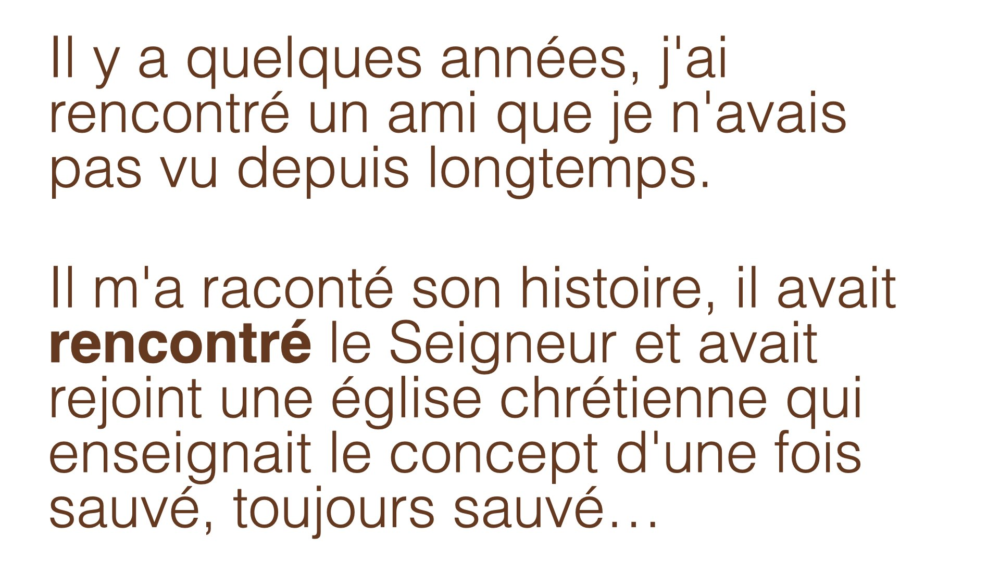 Il y a quelques années, j'ai
rencontré un ami que je n'avais
pas vu depuis longtemps.
Il m'a raconté son histoire, il avait
rencontré le Seigneur et avait
rejoint une église chrétienne qui
enseignait le concept d'une fois
sauvé, toujours sauvé…